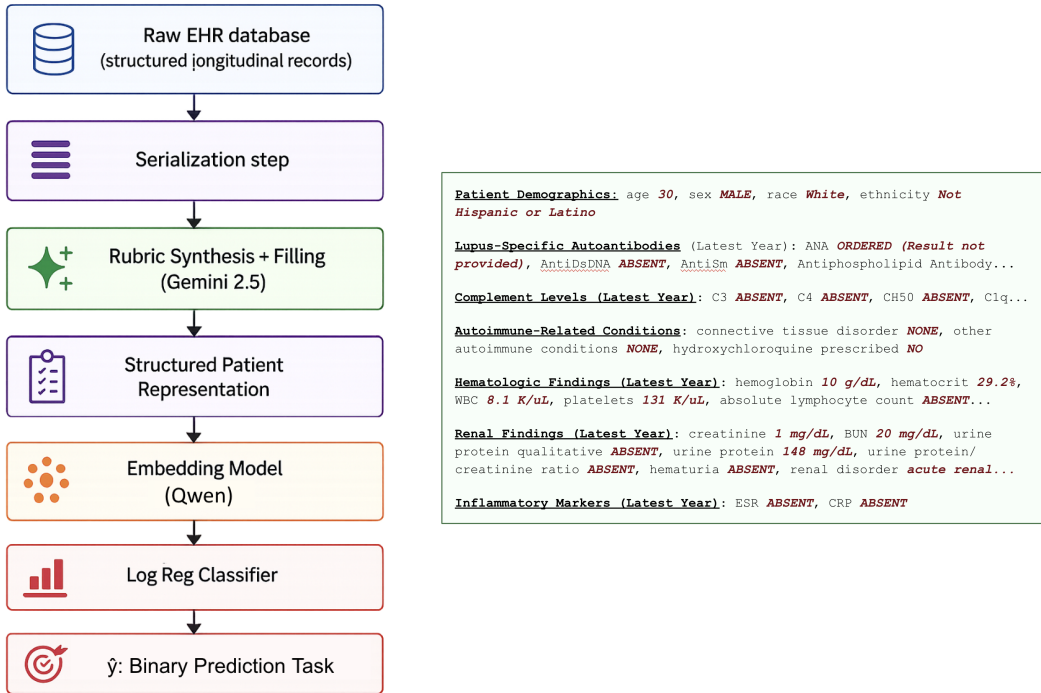 Raw EHR database
(structured longitudinal records)
Serialization step
Rubric Synthesis + Filling
(Gemini 2.5)
Structured Patient
Representation
Embedding Model
(Qwen)
Log Reg Classifier
ŷ: Binary Prediction Task
Patient Demographics: age 30, sex MALE, race White, ethnicity Not
Hispanic or Latino
Lupus-Specific Autoantibodies (Latest Year): ANA ORDERED (Result not
provided), AntiDsDNA ABSENT, AntiSm ABSENT, Antiphospholipid Antibody...
Complement Levels (Latest Year): C3 ABSENT, C4 ABSENT, CH50 ABSENT, C1q...
Autoimmune-Related Conditions: connective tissue disorder NONE, other
autoimmune conditions NONE, hydroxychloroquine prescribed NO
Hematologic Findings (Latest Year): hemoglobin 10 g/dL, hematocrit 29.2%,
WBC 8.1 K/uL, platelets 131 K/uL, absolute lymphocyte count ABSENT...
Renal Findings (Latest Year): creatinine 1 mg/dL, BUN 20 mg/dL, urine
protein qualitative ABSENT, urine protein 148 mg/dL, urine protein/
creatinine ratio ABSENT, hematuria ABSENT, renal disorder acute renal...
Inflammatory Markers (Latest Year): ESR ABSENT, CRP ABSENT